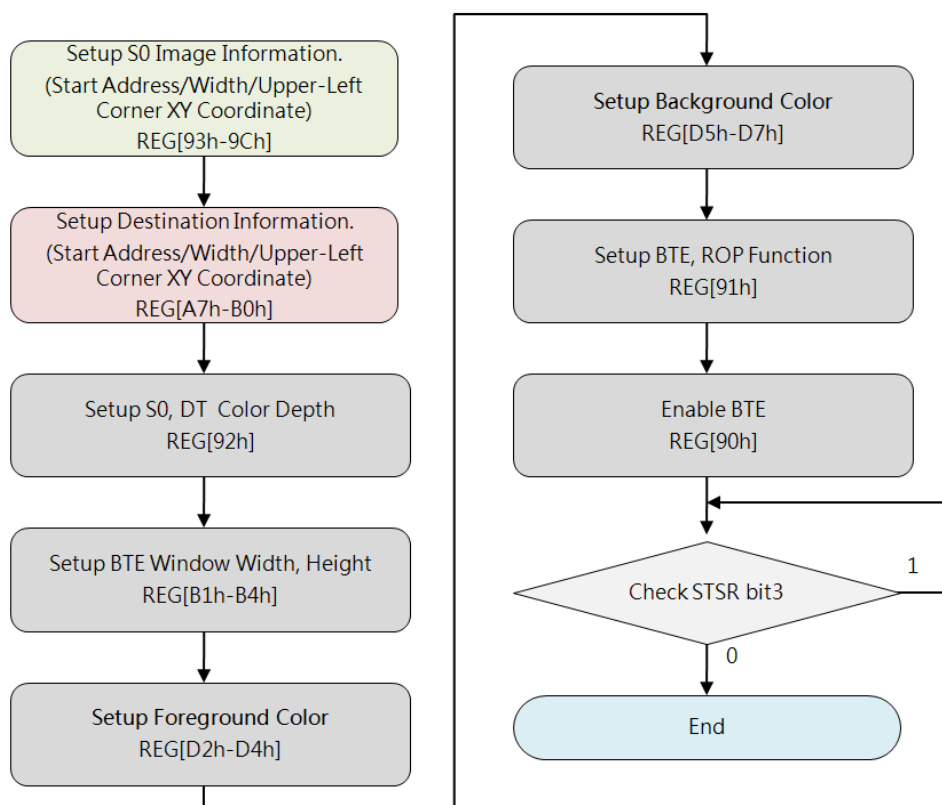 Setup S0 Image Information.
(Start Address/Width/Upper-Left
Corner XY Coordinate)
REG[93h-9Ch]
Setup Destination Information.
(Start Address/Width/Upper-Left
Corner XY Coordinate)
REG[A7h-B0h]
Setup S0, DT Color Depth
REG[92h]
Setup BTE Window Width, Height
REG[B1h-B4h]
Setup Foreground Color
REG[D2h-D4h]
Setup Background Color
REG[D5h-D7h]
Setup BTE, ROP Function
REG[91h]
Enable BTE
REG[90h]
Check STSR bit3
1
0
End